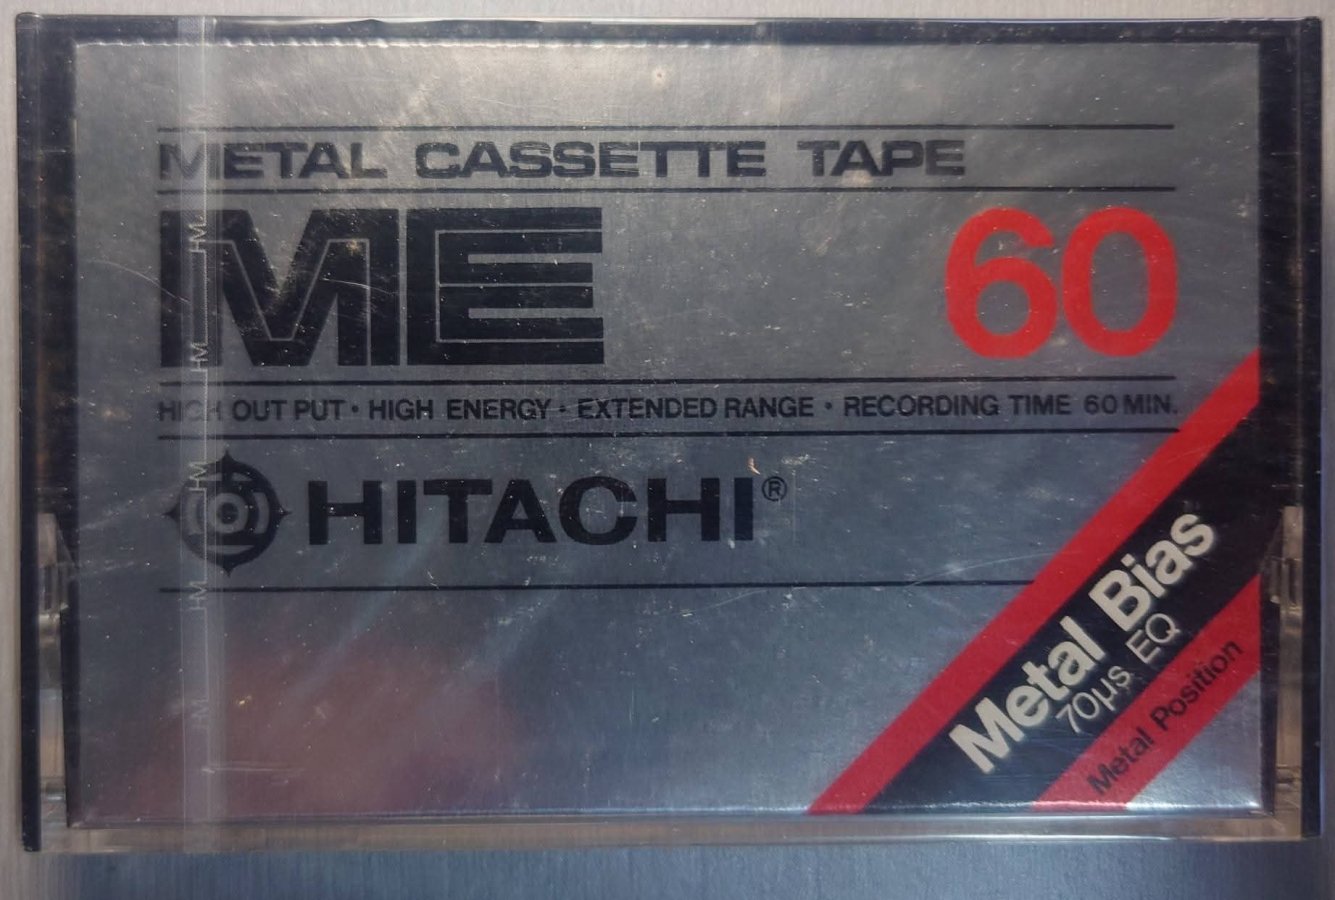 METAL CASSETTE TAPE
ME 60
HIGH OUT PUT • HIGH ENERGY • EXTENDED RANGE • RECORDING TIME 60 MIN.
HITACHI®
Metal Bias
70µs EQ
Metal Position